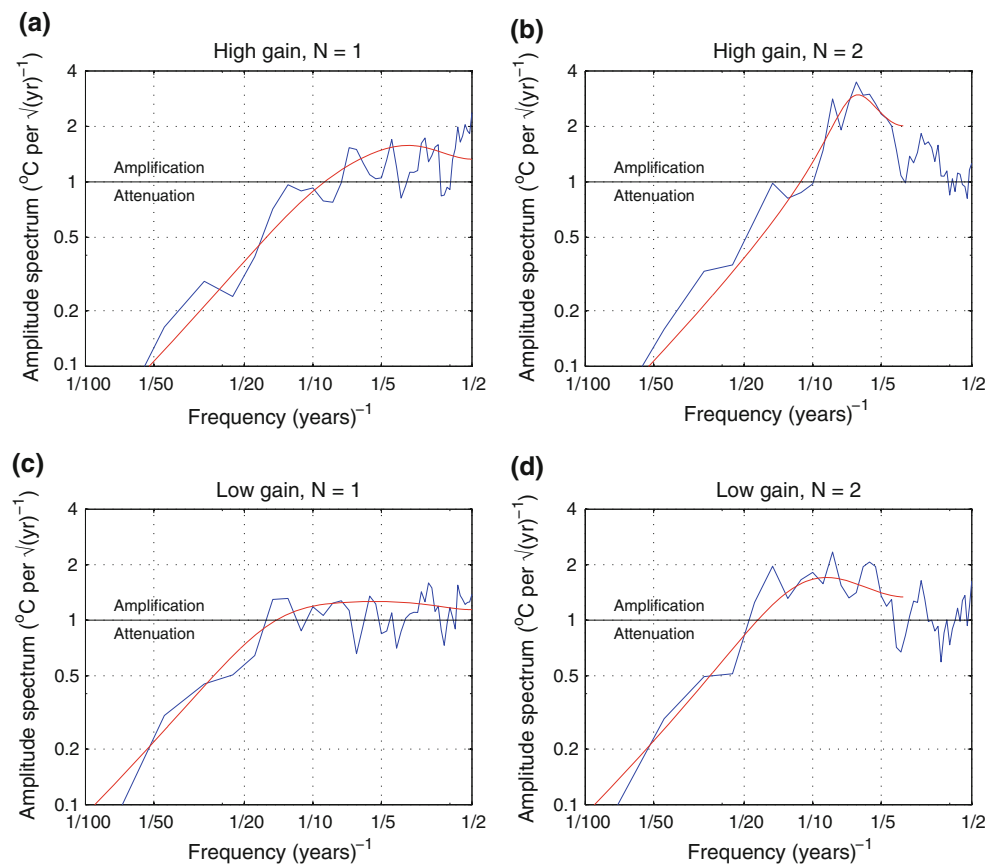 (a)
High gain, N = 1
Amplitude spectrum (°C per √(yr)⁻¹)
4
2
1
0.5
0.2
0.1
Amplification
Attenuation
1/100 1/50 1/20 1/10 1/5 1/2
Frequency (years)⁻¹
(b)
High gain, N = 2
Amplitude spectrum (°C per √(yr)⁻¹)
4
2
1
0.5
0.2
0.1
Amplification
Attenuation
1/100 1/50 1/20 1/10 1/5 1/2
Frequency (years)⁻¹
(c)
Low gain, N = 1
Amplitude spectrum (°C per √(yr)⁻¹)
4
2
1
0.5
0.2
0.1
Amplification
Attenuation
1/100 1/50 1/20 1/10 1/5 1/2
Frequency (years)⁻¹
(d)
Low gain, N = 2
Amplitude spectrum (°C per √(yr)⁻¹)
4
2
1
0.5
0.2
0.1
Amplification
Attenuation
1/100 1/50 1/20 1/10 1/5 1/2
Frequency (years)⁻¹